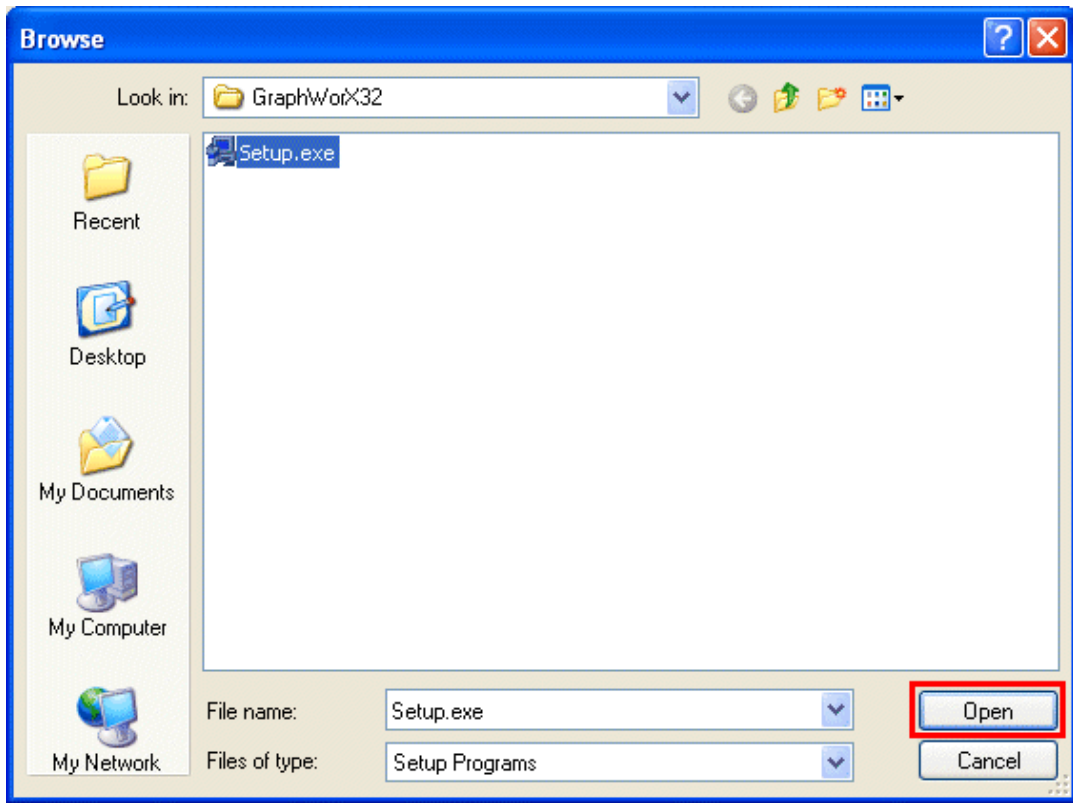 Browse
Look in: GraphWorX32
Setup.exe
Recent
Desktop
My Documents
My Computer
My Network
File name: Setup.exe Open
Files of type: Setup Programs Cancel